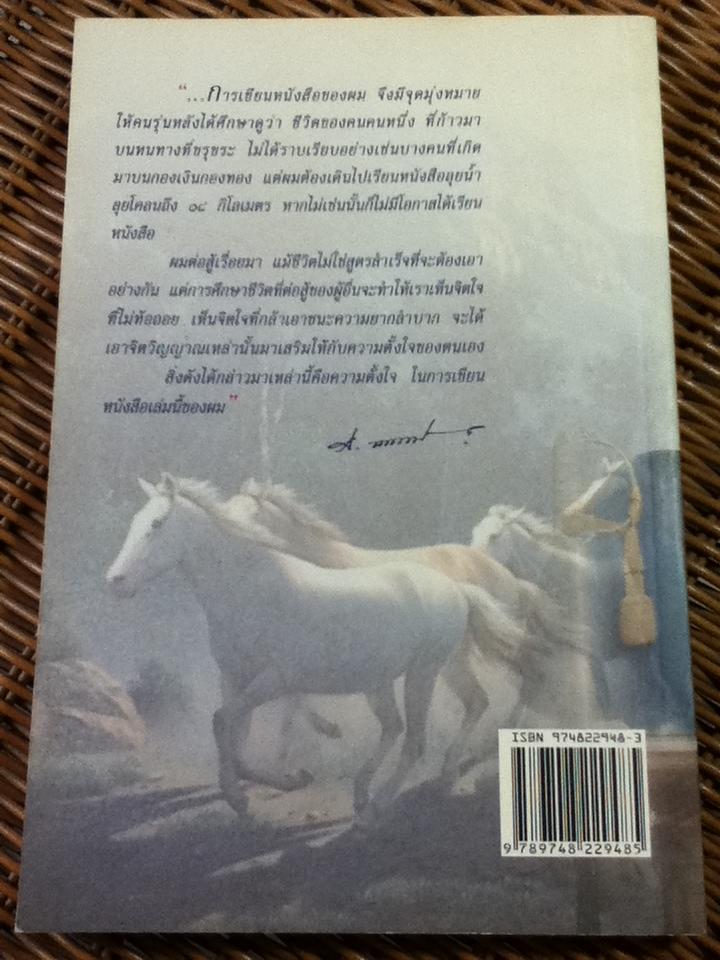 "...การเขียนหนังสือของผม จึงมีจุดมุ่งหมาย
ให้คนรุ่นหลังได้ศึกษาดูว่า ชีวิตของคนคนหนึ่ง ที่ก้าวมา
บนหนทางที่ขรุขระ ไม่ได้ราบเรียบอย่างเช่นบางคนที่เกิด
มาบนกองเงินกองทอง แต่ผมต้องเดินไปเรียนหนังสือลุยน้ำ
ลุยโคลนถึง ๑๘ กิโลเมตร หากไม่เช่นนั้นก็ไม่มีโอกาสได้เรียน
หนังสือ
ผมต่อสู้เรื่อยมา แม้ชีวิตไม่ใช่สูตรสำเร็จที่จะต้องเอา
อย่างกัน แต่การศึกษาชีวิตที่ต่อสู้ของผู้อื่นจะทำให้เราเห็นจิตใจ
ที่ไม่ท้อถอย เห็นจิตใจที่กล้าเอาชนะความยากลำบาก จะได้
เอาจิตวิญญาณเหล่านั้นมาเสริมให้กับความตั้งใจของตนเอง
สิ่งดังได้กล่าวมาเหล่านี้คือความตั้งใจ ในการเขียน
หนังสือเล่มนี้ของผม"
ISBN 974822948-3
9 789748 229485